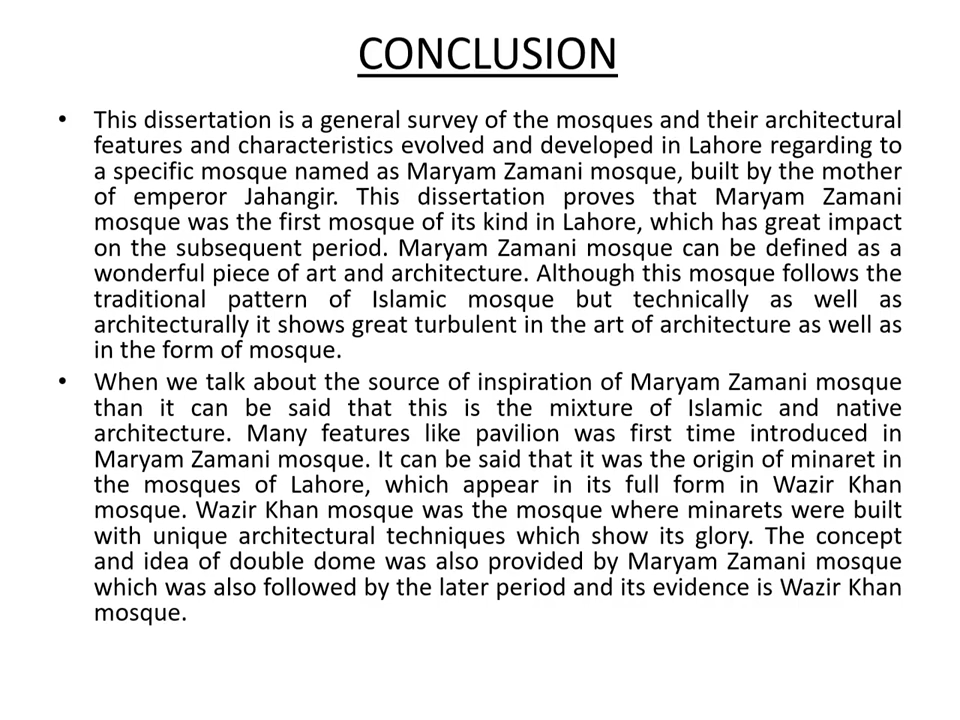 CONCLUSION
• This dissertation is a general survey of the mosques and their architectural
features and characteristics evolved and developed in Lahore regarding to
a specific mosque named as Maryam Zamani mosque, built by the mother
of emperor Jahangir. This dissertation proves that Maryam Zamani
mosque was the first mosque of its kind in Lahore, which has great impact
on the subsequent period. Maryam Zamani mosque can be defined as a
wonderful piece of art and architecture. Although this mosque follows the
traditional pattern of Islamic mosque but technically as well as
architecturally it shows great turbulent in the art of architecture as well as
in the form of mosque.
• When we talk about the source of inspiration of Maryam Zamani mosque
than it can be said that this is the mixture of Islamic and native
architecture. Many features like pavilion was first time introduced in
Maryam Zamani mosque. It can be said that it was the origin of minaret in
the mosques of Lahore, which appear in its full form in Wazir Khan
mosque. Wazir Khan mosque was the mosque where minarets were built
with unique architectural techniques which show its glory. The concept
and idea of double dome was also provided by Maryam Zamani mosque
which was also followed by the later period and its evidence is Wazir Khan
mosque.